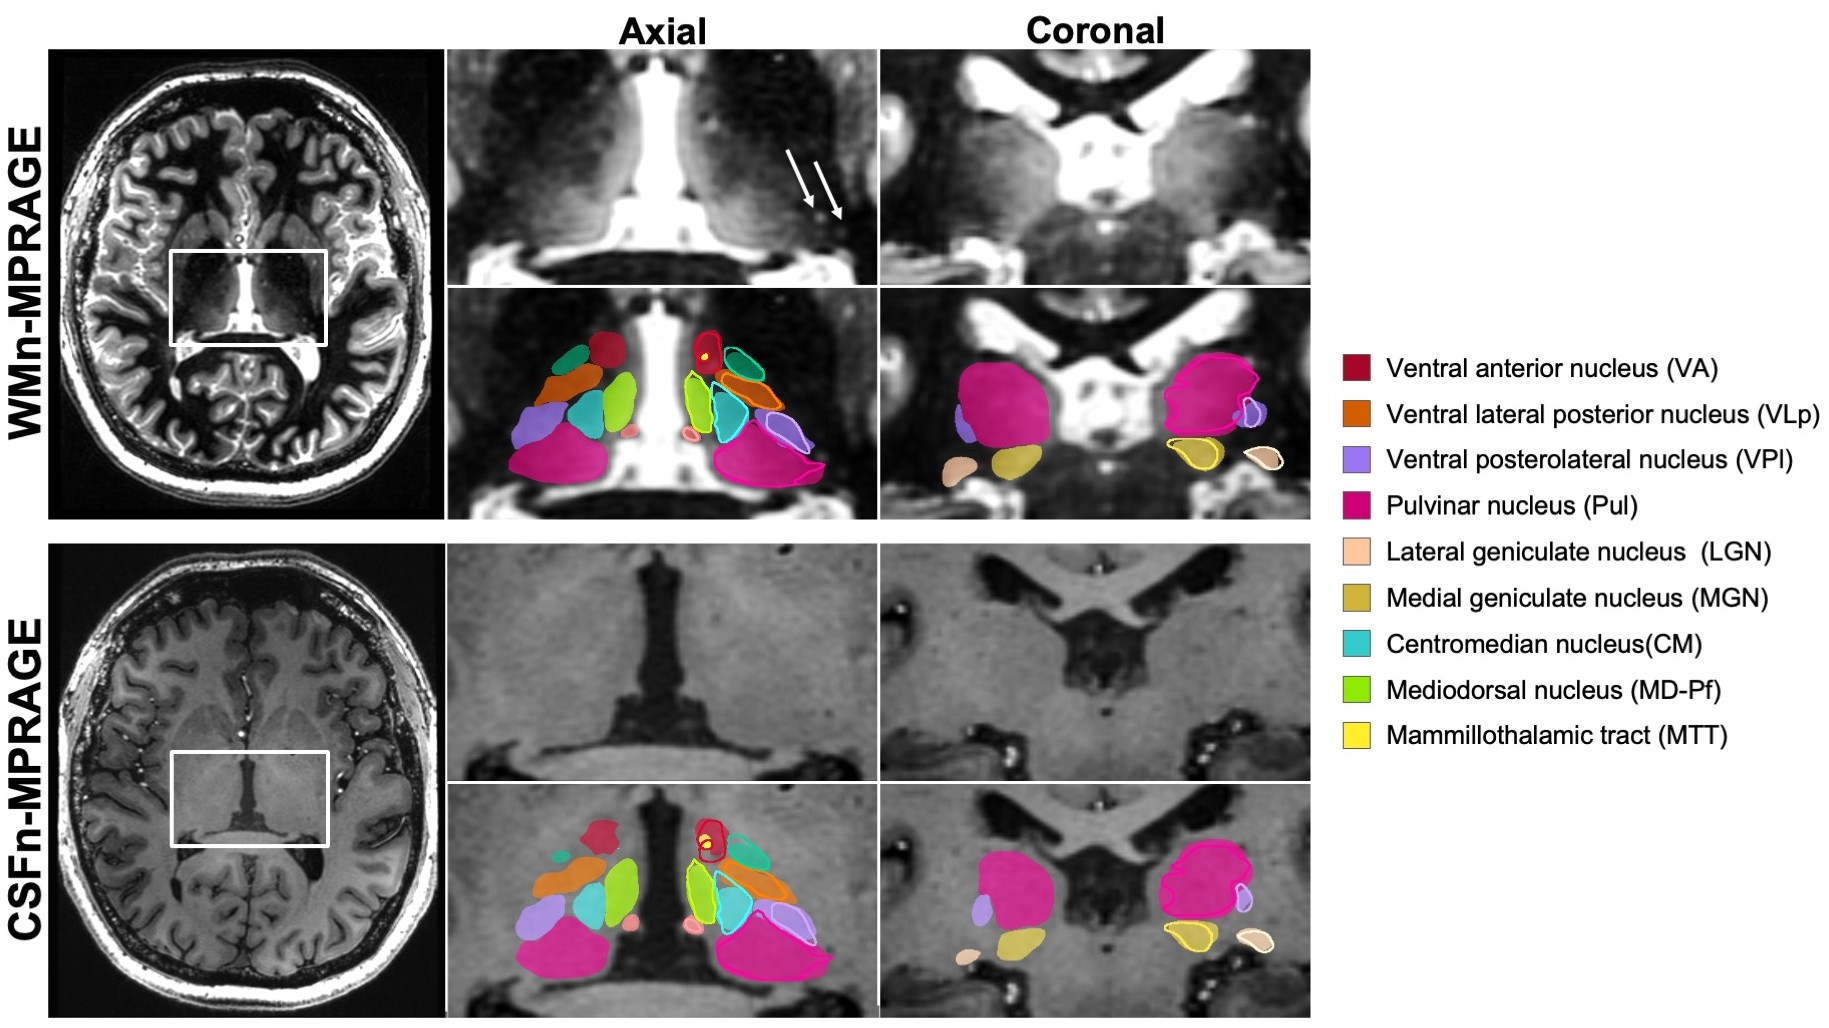 Axial
Coronal
WMn-MPRAGE
CSFn-MPRAGE
Ventral anterior nucleus (VA)
Ventral lateral posterior nucleus (VLp)
Ventral posterolateral nucleus (VPl)
Pulvinar nucleus (Pul)
Lateral geniculate nucleus (LGN)
Medial geniculate nucleus (MGN)
Centromedian nucleus(CM)
Mediodorsal nucleus (MD-Pf)
Mammillothalamic tract (MTT)